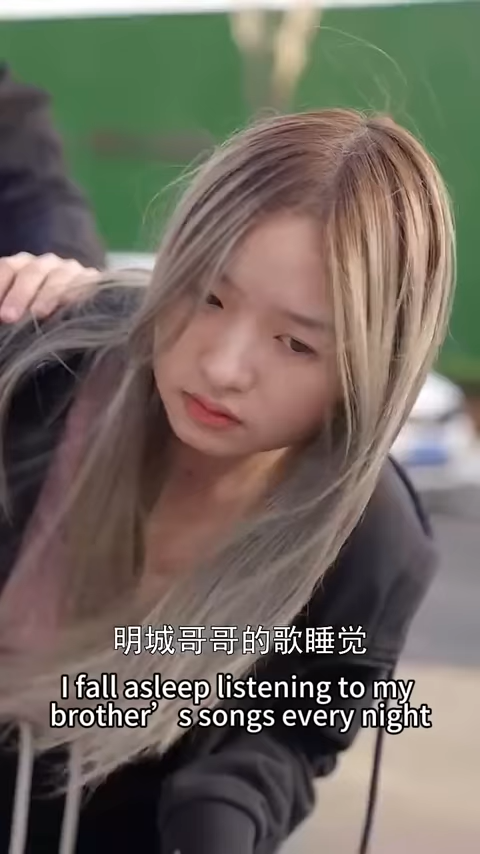 明城哥哥的歌睡觉
I fall asleep listening to my
brother’s songs every night